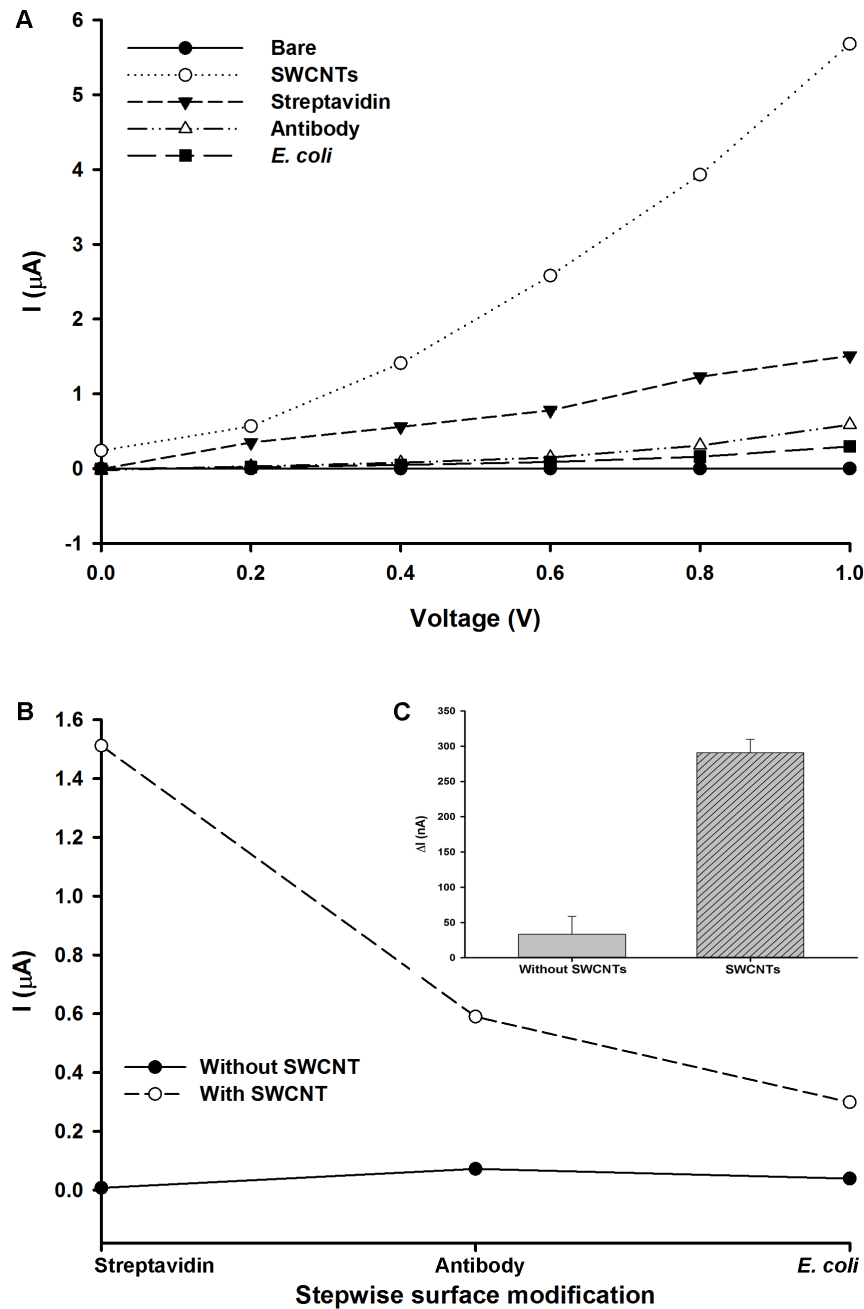 A
6
5
4
3
2
1
0
-1
I (μA)
Bare
SWCNTs
Streptavidin
Antibody
E. coli
0.0 0.2 0.4 0.6 0.8 1.0
Voltage (V)
B
1.6
1.4
1.2
1.0
0.8
0.6
0.4
0.2
0.0
I (μA)
Without SWCNT
With SWCNT
Streptavidin Antibody E. coli
Stepwise surface modification
C
350
300
250
200
150
100
50
0
ΔI (nA)
Without SWCNTs SWCNTs